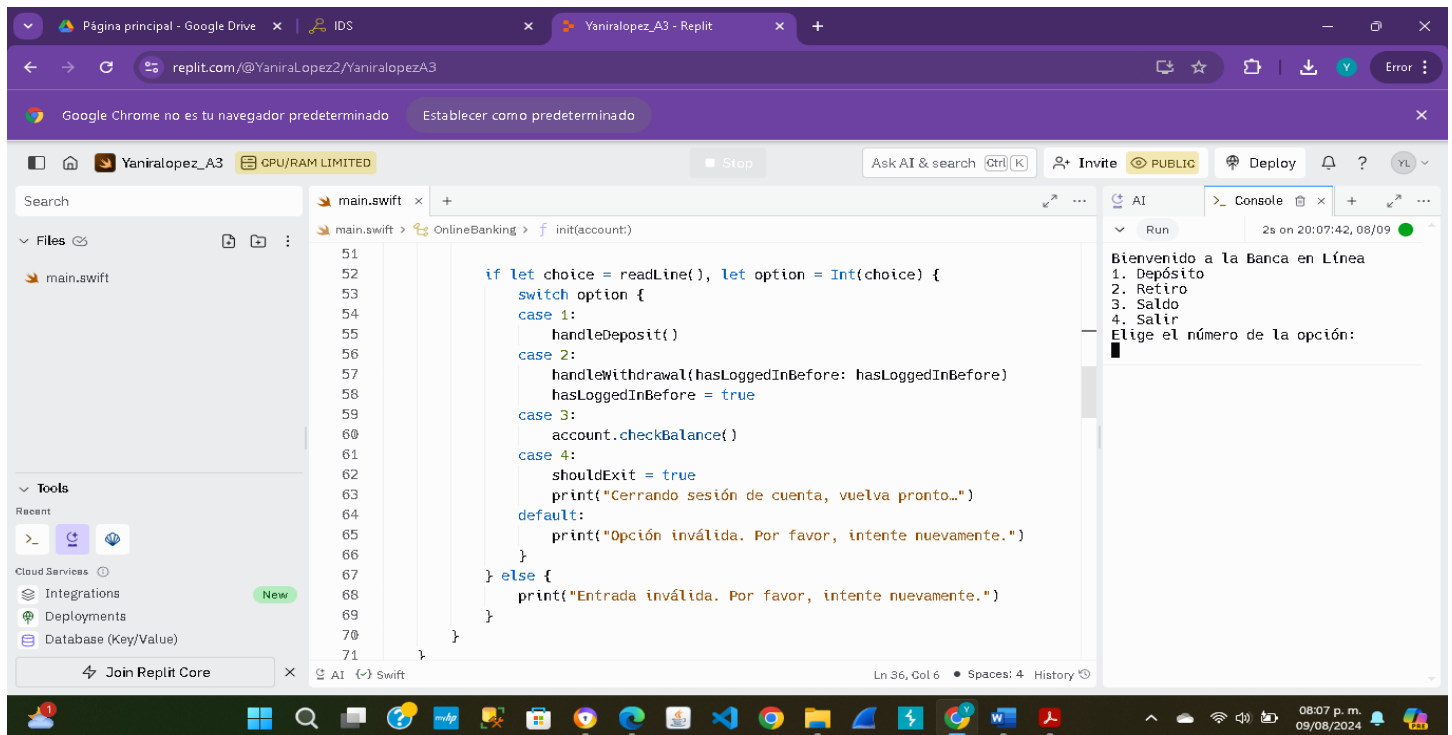 Página principal - Google Drive
IDS
Yaniralopez_A3 - Replit
replit.com/@YaniraLopez2/YaniralopezA3
Y
Error
Google Chrome no es tu navegador predeterminado
Establecer como predeterminado
Yaniralopez_A3
CPU/RAM LIMITED
Stop
Ask AI & search Ctrl K
Invite
PUBLIC
Deploy
?
YL
Search
Files
main.swift
Tools
Recent
Cloud Services
Integrations
New
Deployments
Database (Key/Value)
Join Replit Core
main.swift
main.swift > OnlineBanking > f init(account:)
51
52 if let choice = readLine(), let option = Int(choice) {
53 switch option {
54 case 1:
55 handleDeposit()
56 case 2:
57 handleWithdrawal(hasLoggedInBefore: hasLoggedInBefore)
58 hasLoggedInBefore = true
59 case 3:
60 account.checkBalance()
61 case 4:
62 shouldExit = true
63 print("Cerrando sesión de cuenta, vuelva pronto…")
64 default:
65 print("Opción inválida. Por favor, intente nuevamente.")
66 }
67 } else {
68 print("Entrada inválida. Por favor, intente nuevamente.")
69 }
70 }
71 }
AI
Swift
Ln 36, Col 6
Spaces: 4
History
AI
Console
Run
2s on 20:07:42, 08/09
Bienvenido a la Banca en Línea
1. Depósito
2. Retiro
3. Saldo
4. Salir
Elige el número de la opción:
1
myhp
Y
08:07 p. m.
09/08/2024
PRE